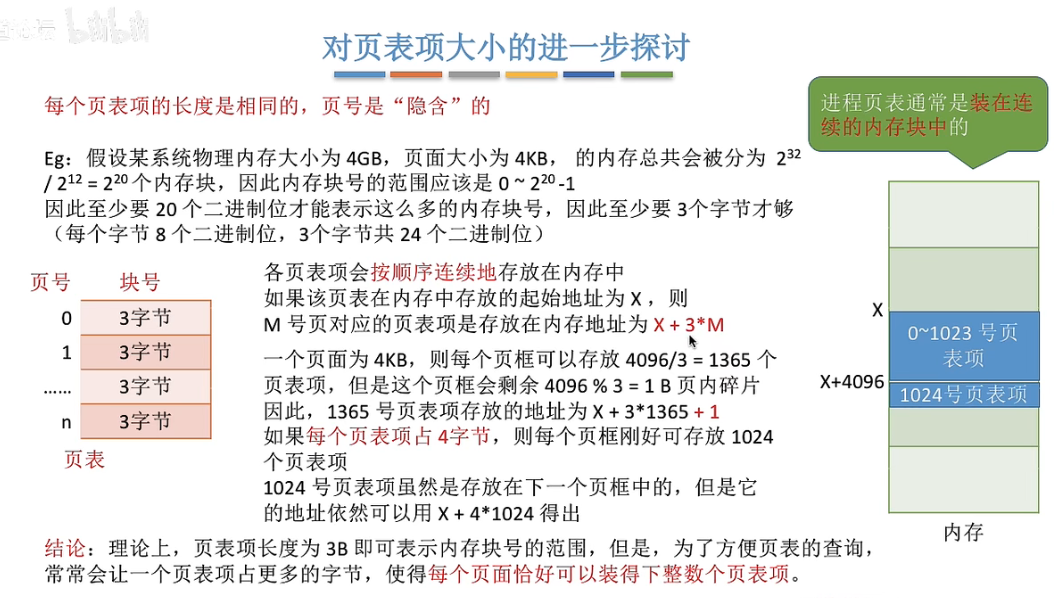 bilibili
对页表项大小的进一步探讨
每个页表项的长度是相同的，页号是“隐含”的
进程页表通常是装在连
续的内存块中的
Eg：假设某系统物理内存大小为 4GB，页面大小为 4KB， 的内存总共会被分为 2³²
/ 2¹² = 2²⁰ 个内存块，因此内存块号的范围应该是 0 ~ 2²⁰ -1
因此至少要 20 个二进制位才能表示这么多的内存块号，因此至少要 3个字节才够
（每个字节 8 个二进制位，3个字节共 24 个二进制位）
页号 块号
0 3字节
1 3字节
…… 3字节
n 3字节
页表
各页表项会按顺序连续地存放在内存中
如果该页表在内存中存放的起始地址为 X ，则
M 号页对应的页表项是存放在内存地址为 X + 3*M
一个页面为 4KB，则每个页框可以存放 4096/3 = 1365 个
页表项，但是这个页框会剩余 4096 % 3 = 1 B 页内碎片
因此，1365 号页表项存放的地址为 X + 3*1365 + 1
如果每个页表项占 4字节，则每个页框刚好可存放 1024
个页表项
1024 号页表项虽然是存放在下一个页框中的，但是它
的地址依然可以用 X + 4*1024 得出
X
0~1023 号页
表项
X+4096
1024号页表项
内存
结论：理论上，页表项长度为 3B 即可表示内存块号的范围，但是，为了方便页表的查询，
常常会让一个页表项占更多的字节，使得每个页面恰好可以装得下整数个页表项。